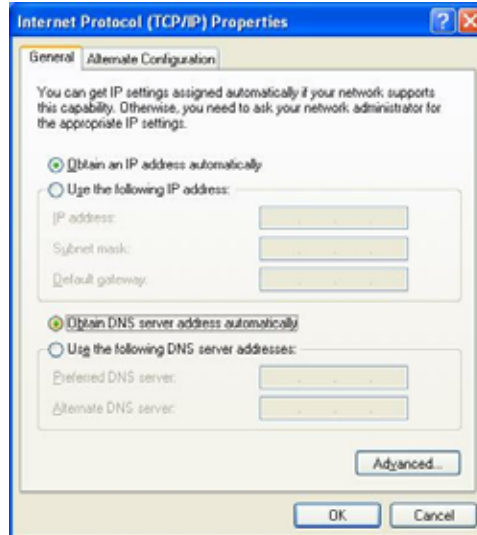 Internet Protocol (TCP/IP) Properties
General
Alternate Configuration
You can get IP settings assigned automatically if your network supports
this capability. Otherwise, you need to ask your network administrator for
the appropriate IP settings.
Obtain an IP address automatically
Use the following IP address:
IP address:
Subnet mask:
Default gateway:
Obtain DNS server address automatically
Use the following DNS server addresses:
Preferred DNS server:
Alternate DNS server:
Advanced...
OK
Cancel